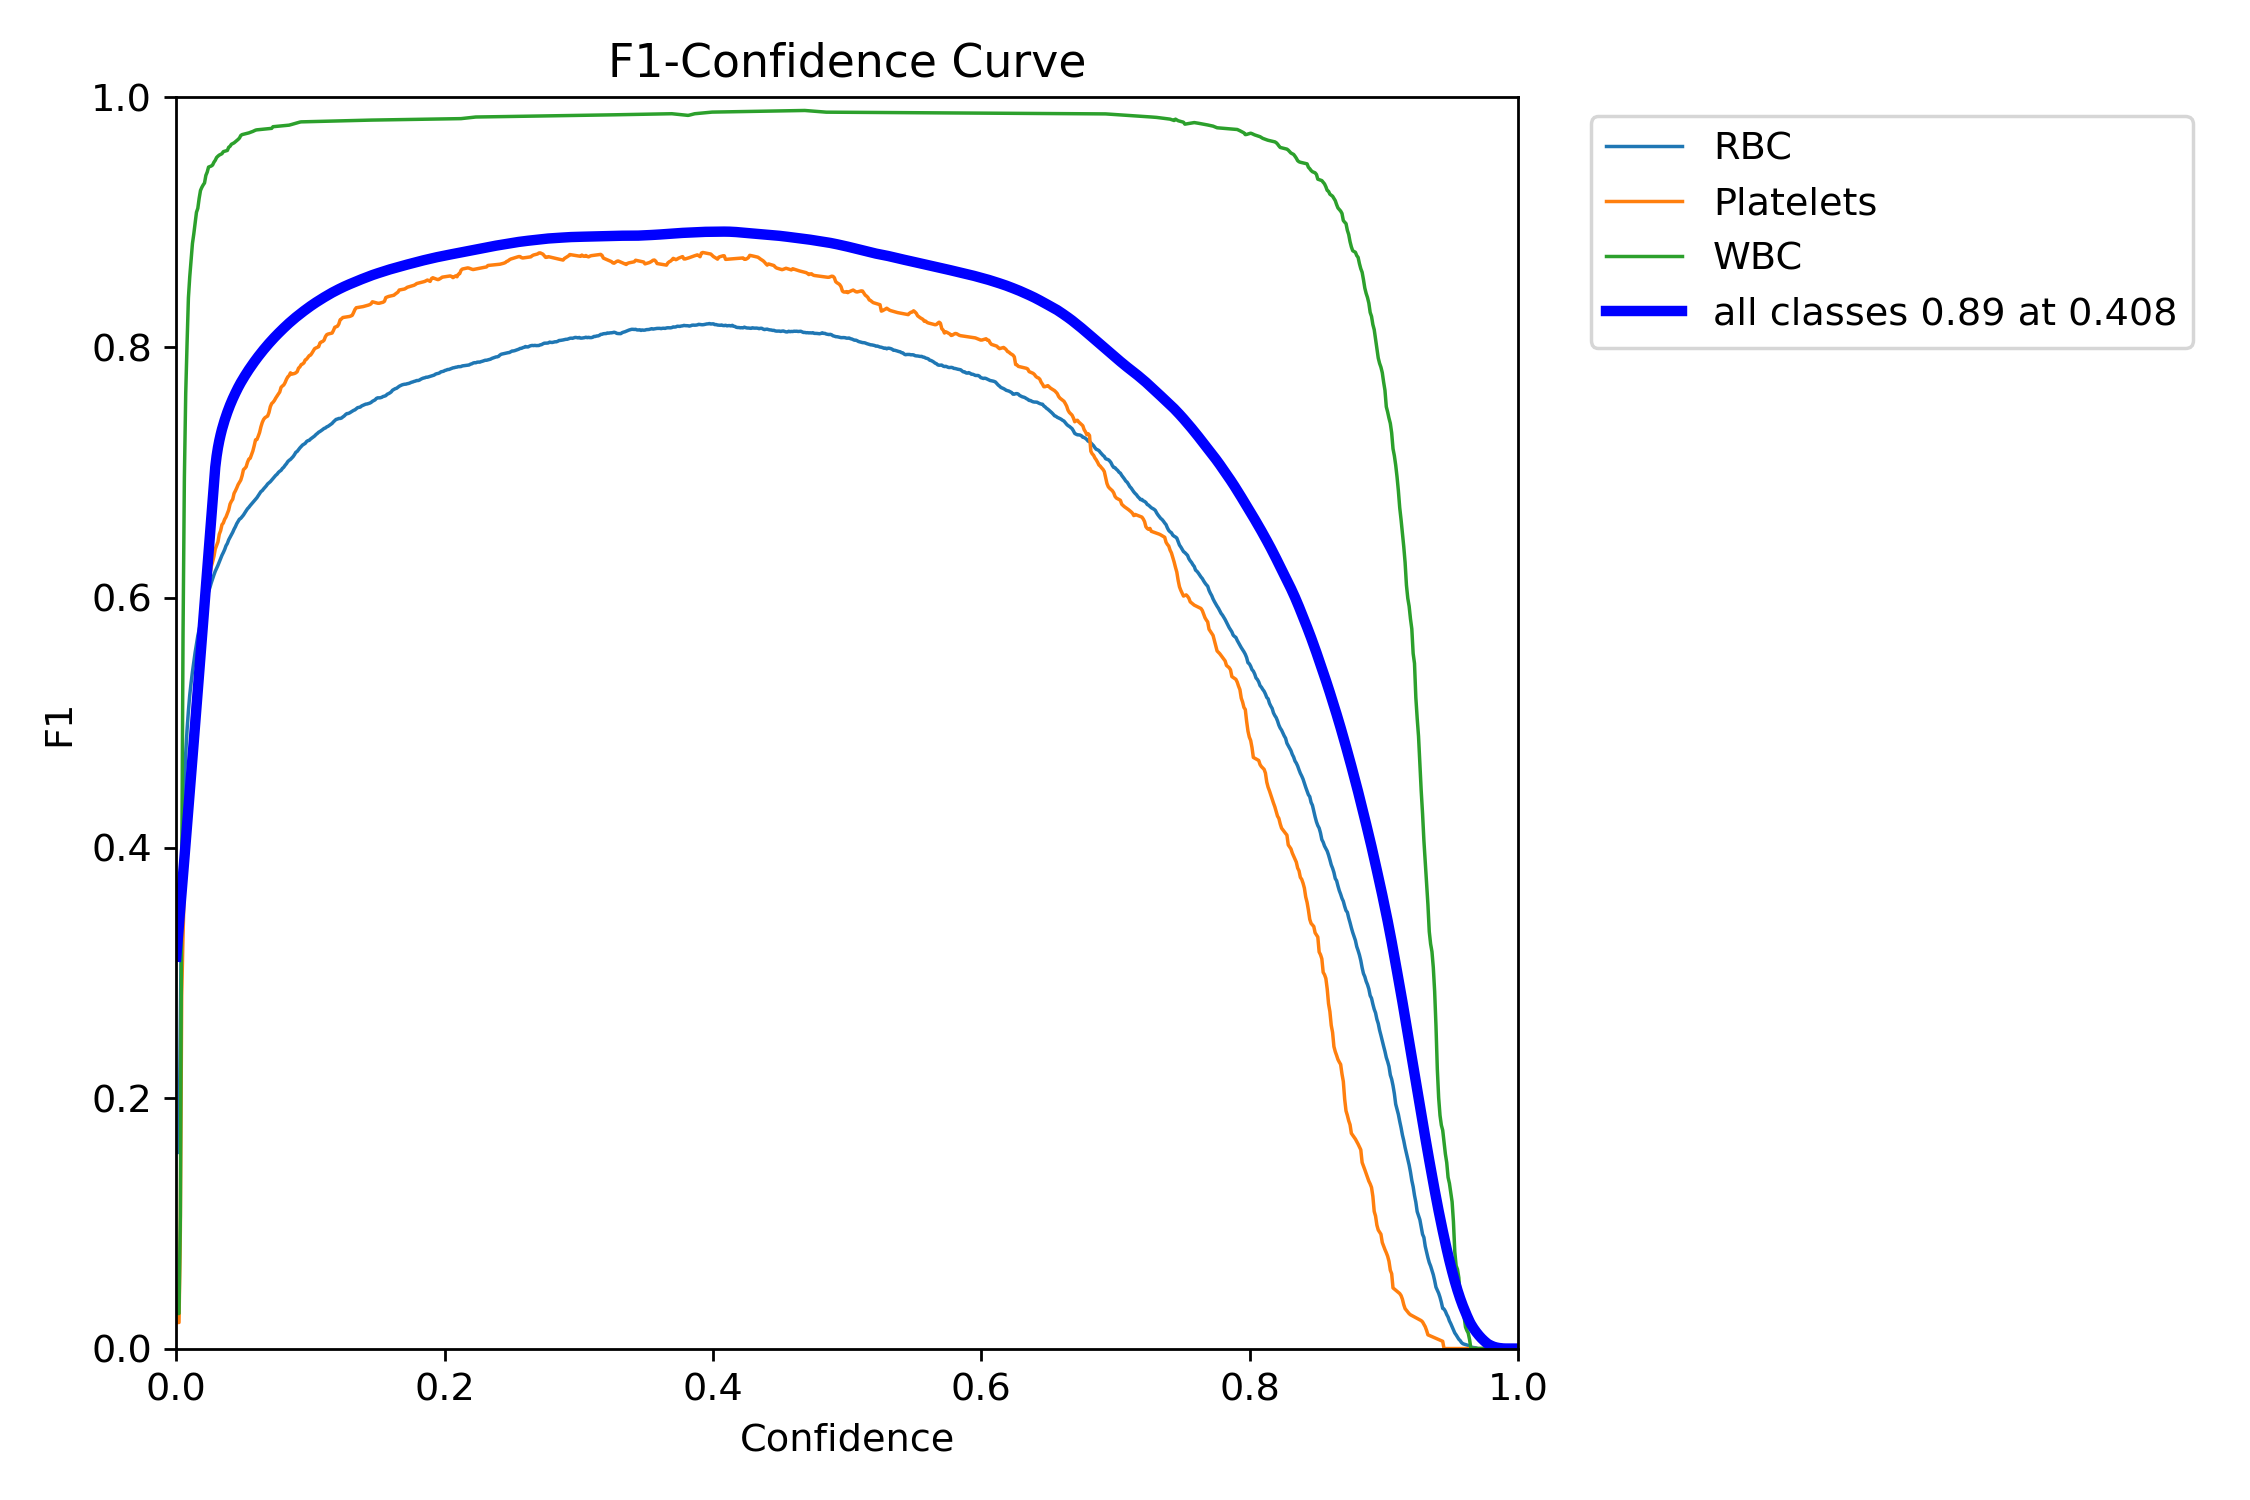 F1-Confidence Curve
1.0
0.8
0.6
0.4
0.2
0.0
F1
0.0 0.2 0.4 0.6 0.8 1.0
Confidence
RBC
Platelets
WBC
all classes 0.89 at 0.408